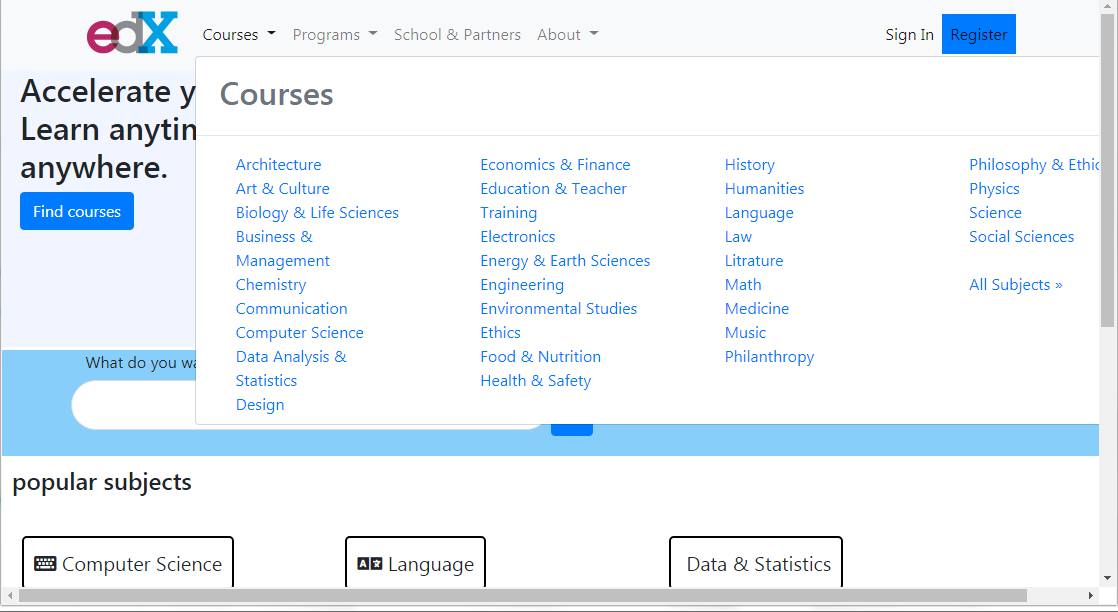 edX Courses Programs School & Partners About Sign In Register
Accelerate y
Learn anytin
anywhere.
Find courses
Courses
Architecture
Art & Culture
Biology & Life Sciences
Business &
Management
Chemistry
Communication
Computer Science
Data Analysis &
Statistics
Design
Economics & Finance
Education & Teacher
Training
Electronics
Energy & Earth Sciences
Engineering
Environmental Studies
Ethics
Food & Nutrition
Health & Safety
History
Humanities
Language
Law
Litrature
Math
Medicine
Music
Philanthropy
Philosophy & Ethic
Physics
Science
Social Sciences
All Subjects »
What do you wa
popular subjects
Computer Science
Language
Data & Statistics